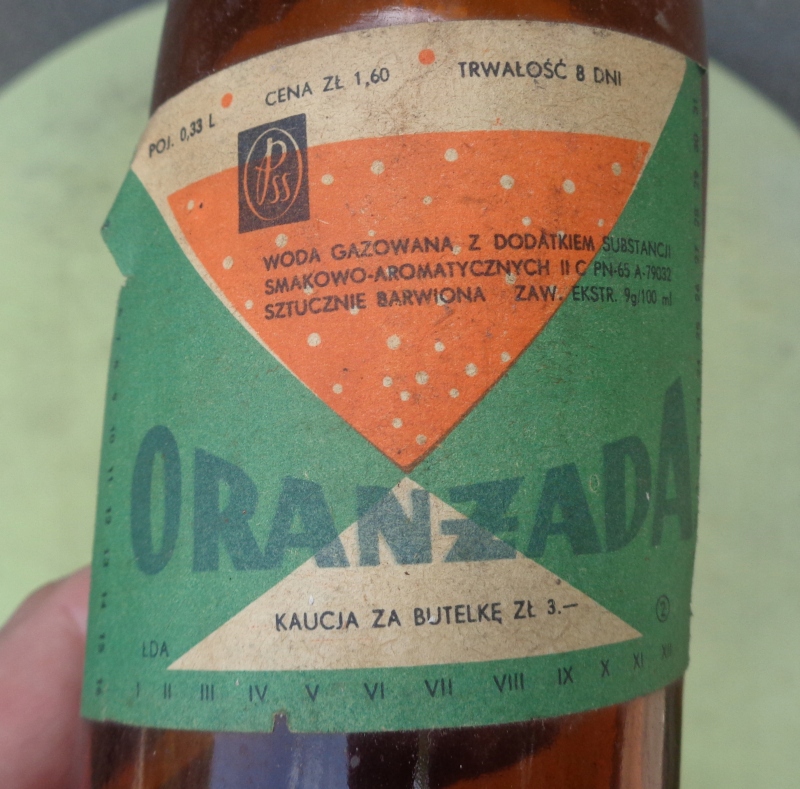 POJ. 0,33 L CENA ZŁ 1,60 TRWAŁOŚĆ 8 DNI
Pss
WODA GAZOWANA Z DODATKIEM SUBSTANCJI
SMAKOWO-AROMATYCZNYCH II C PN-65 A-79032
SZTUCZNIE BARWIONA ZAW. EKSTR. 9g/100 ml
ORANŻADA
KAUCJA ZA BUTELKĘ ZŁ 3.—
2
ŁDA
I II III IV V VI VII VIII IX X XI XII